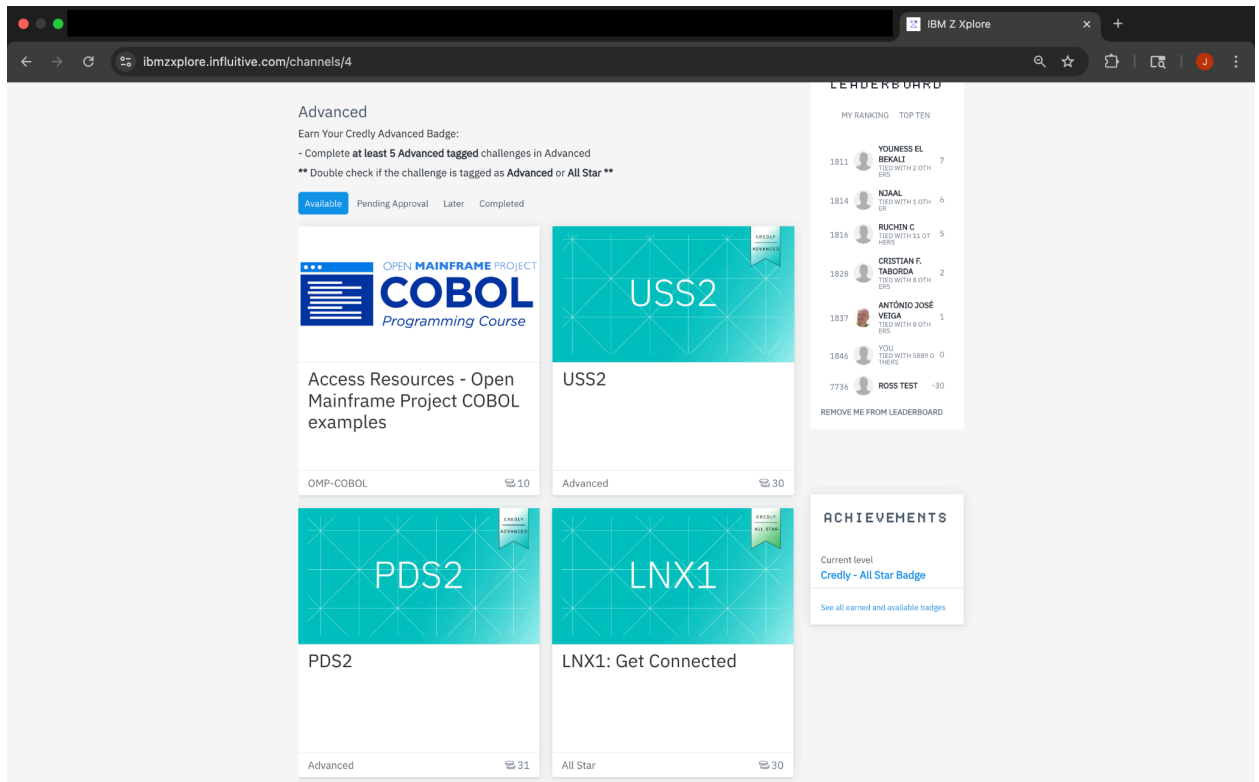 IBM Z Xplore
ibmzxplore.influitive.com/channels/4
J
Advanced
Earn Your Credly Advanced Badge:
- Complete at least 5 Advanced tagged challenges in Advanced
** Double check if the challenge is tagged as Advanced or All Star **
Available Pending Approval Later Completed
OPEN MAINFRAME PROJECT
COBOL
Programming Course
Access Resources - Open
Mainframe Project COBOL
examples
OMP-COBOL 10
CREDLY
ADVANCED
USS2
USS2
Advanced 30
CREDLY
ADVANCED
PDS2
PDS2
Advanced 31
CREDLY
ALL STAR
LNX1
LNX1: Get Connected
All Star 30
LEADERBOARD
MY RANKING TOP TEN
1811 YOUNESS EL
BEKALI 7
TIED WITH 2 OTH
ERS
1814 NJAAL 6
TIED WITH 1 OTH
ER
1816 RUCHIN C 5
TIED WITH 11 OT
HERS
1828 CRISTIAN F.
TABORDA 2
TIED WITH 8 OTH
ERS
1837 ANTÓNIO JOSÉ
VEIGA 1
TIED WITH 8 OTH
ERS
1846 YOU 0
TIED WITH 5889 O
THERS
7736 ROSS TEST -30
REMOVE ME FROM LEADERBOARD
ACHIEVEMENTS
Current level
Credly - All Star Badge
See all earned and available badges